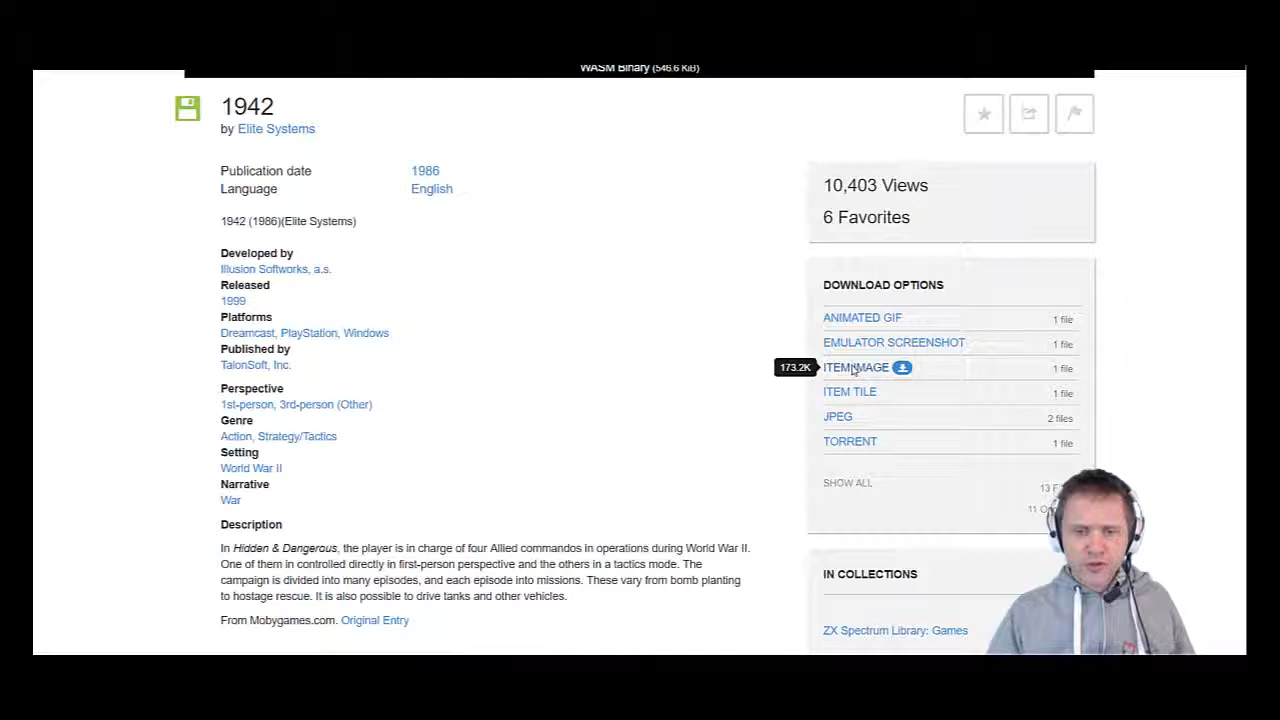 WASM Binary (546.6 KiB)
1942
by Elite Systems
Publication date 1986
Language English
1942 (1986)(Elite Systems)
Developed by
Illusion Softworks, a.s.
Released
1999
Platforms
Dreamcast, PlayStation, Windows
Published by
TalonSoft, Inc.
Perspective
1st-person, 3rd-person (Other)
Genre
Action, Strategy/Tactics
Setting
World War II
Narrative
War
Description
In Hidden & Dangerous, the player is in charge of four Allied commandos in operations during World War II.
One of them in controlled directly in first-person perspective and the others in a tactics mode. The
campaign is divided into many episodes, and each episode into missions. These vary from bomb planting
to hostage rescue. It is also possible to drive tanks and other vehicles.
From Mobygames.com. Original Entry
10,403 Views
6 Favorites
DOWNLOAD OPTIONS
ANIMATED GIF 1 file
EMULATOR SCREENSHOT 1 file
173.2K ITEM IMAGE 1 file
ITEM TILE 1 file
JPEG 2 files
TORRENT 1 file
SHOW ALL 13 F
11 O
IN COLLECTIONS
ZX Spectrum Library: Games